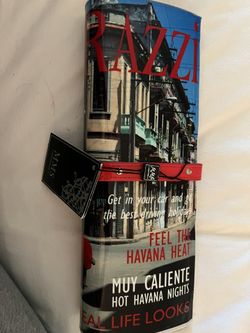 RAZZi
Get in your car and g
the best driving holiday
FEEL THE
HAVANA HEAT
MUY CALIENTE
HOT HAVANA NIGHTS
EAL LIFE LOOKS